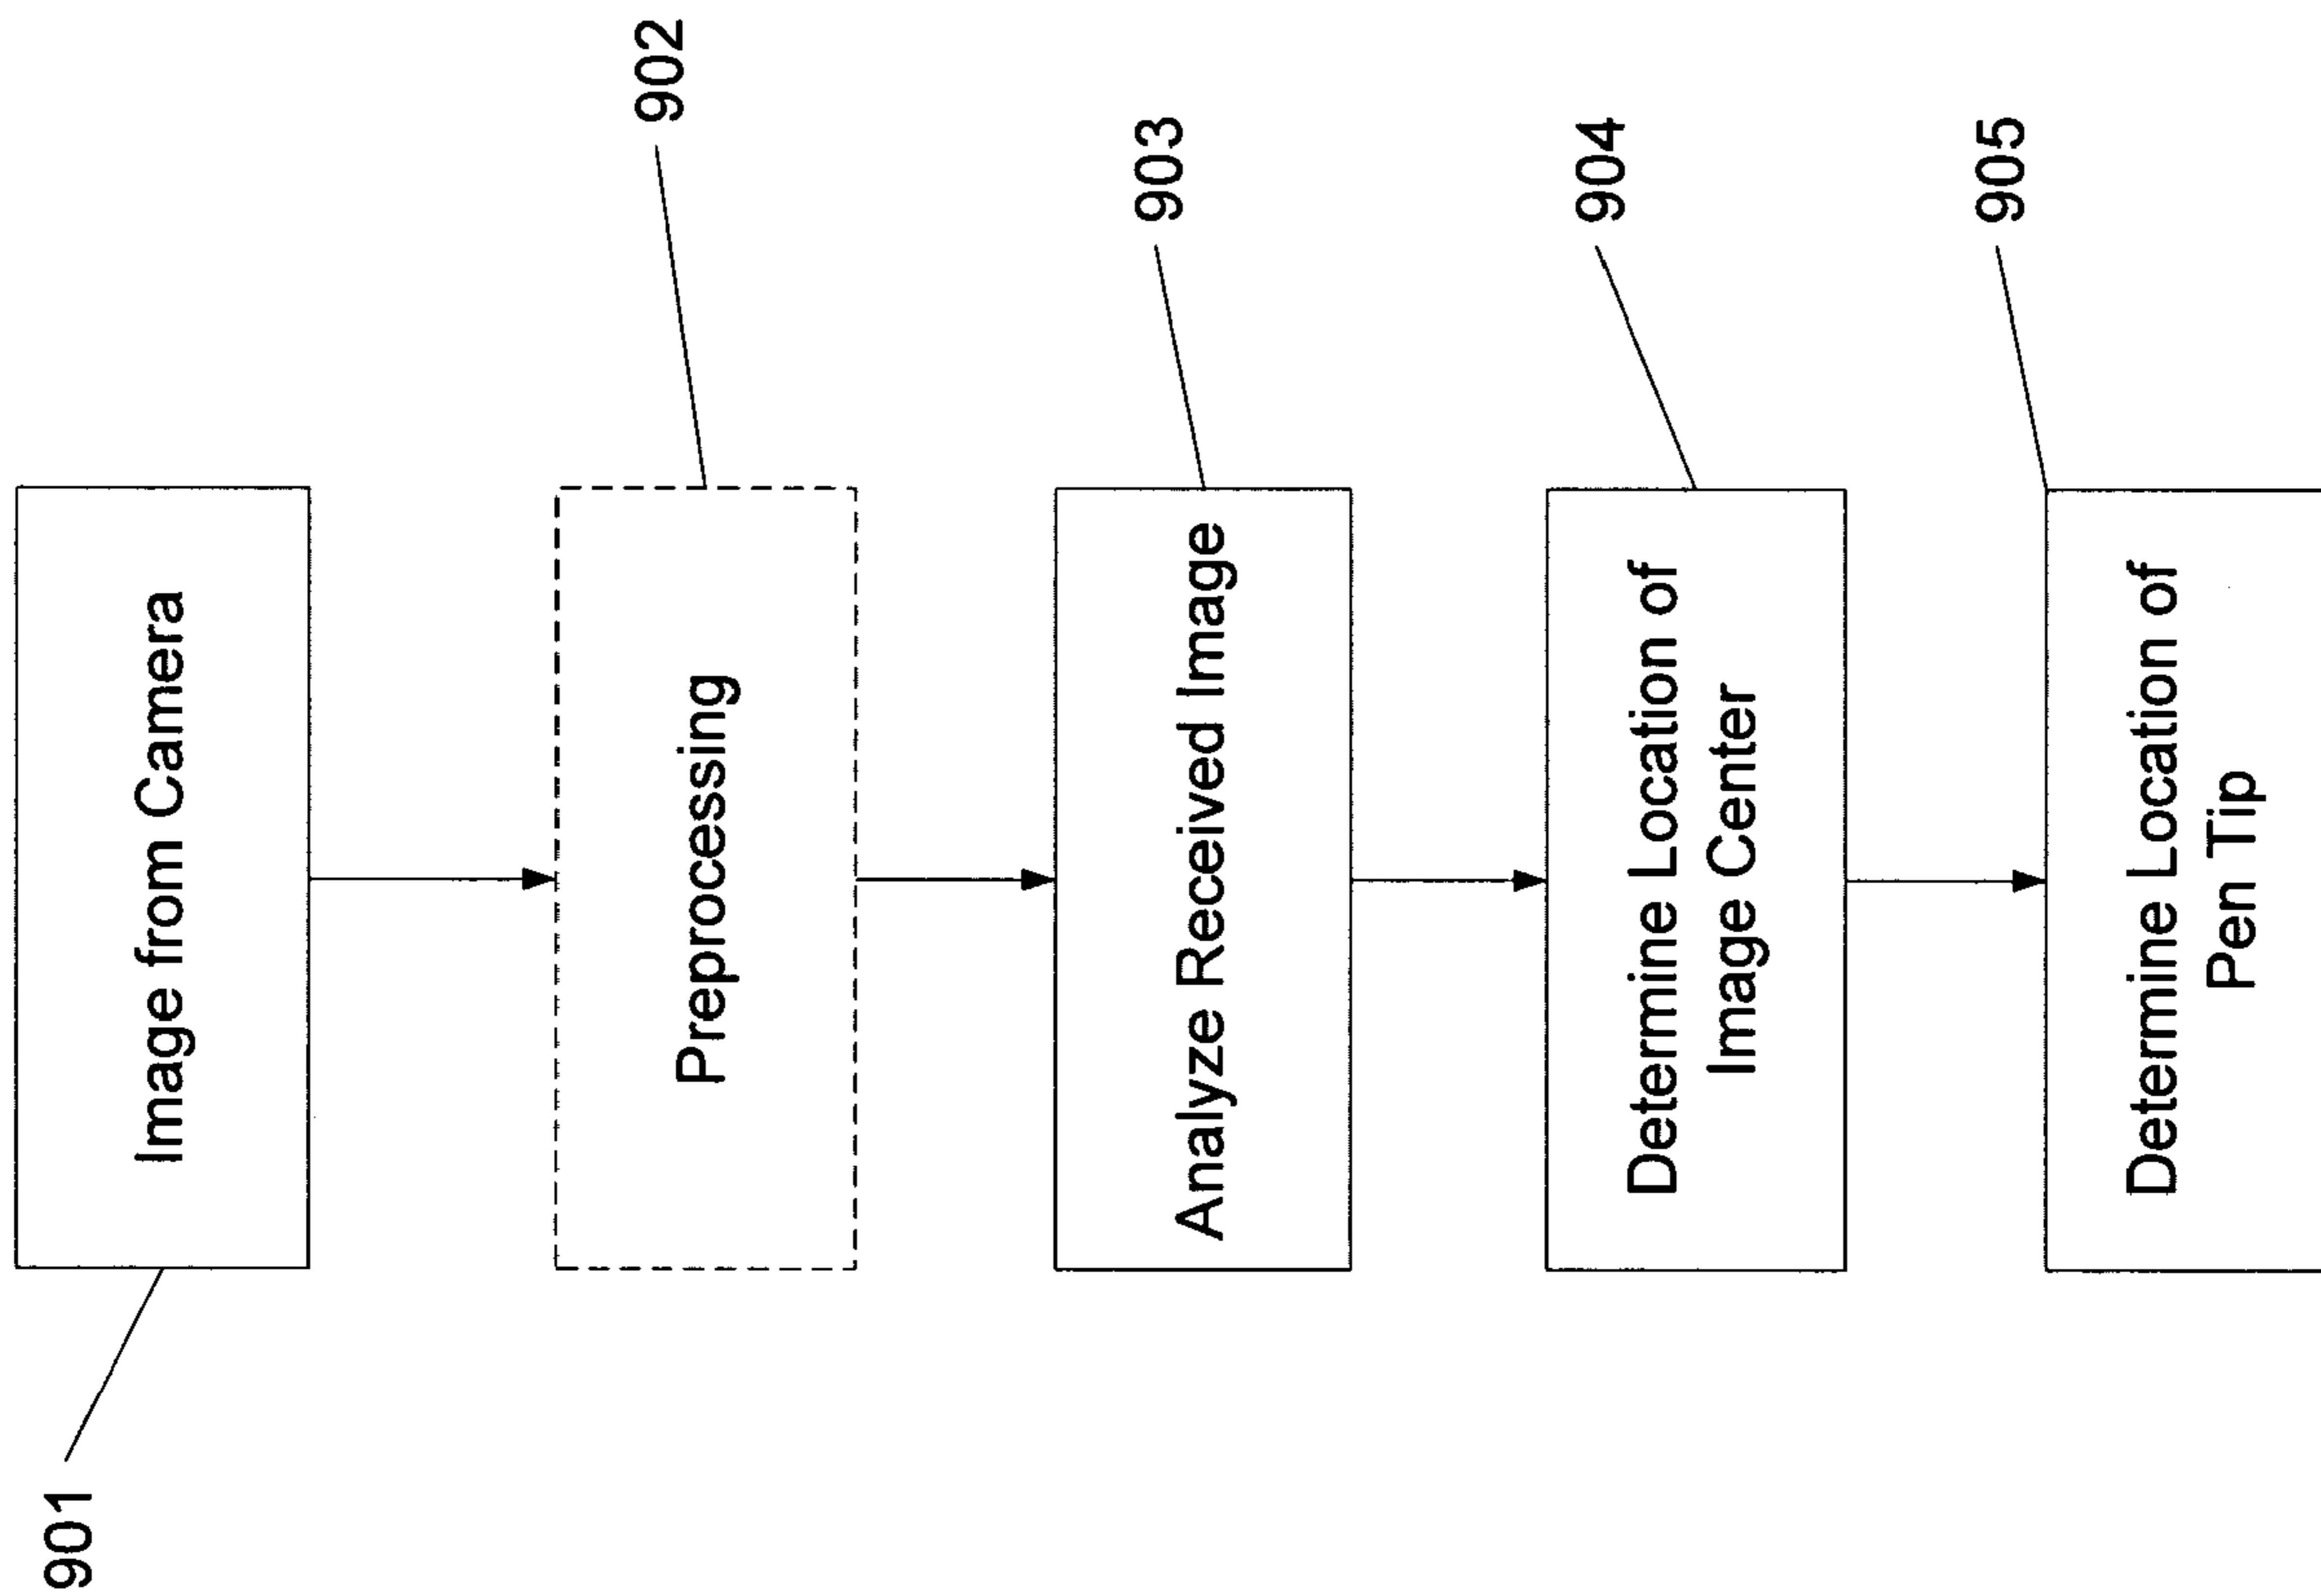 901
Image from Camera
902
Preprocessing
903
Analyze Received Image
904
Determine Location of
Image Center
905
Determine Location of
Pen Tip